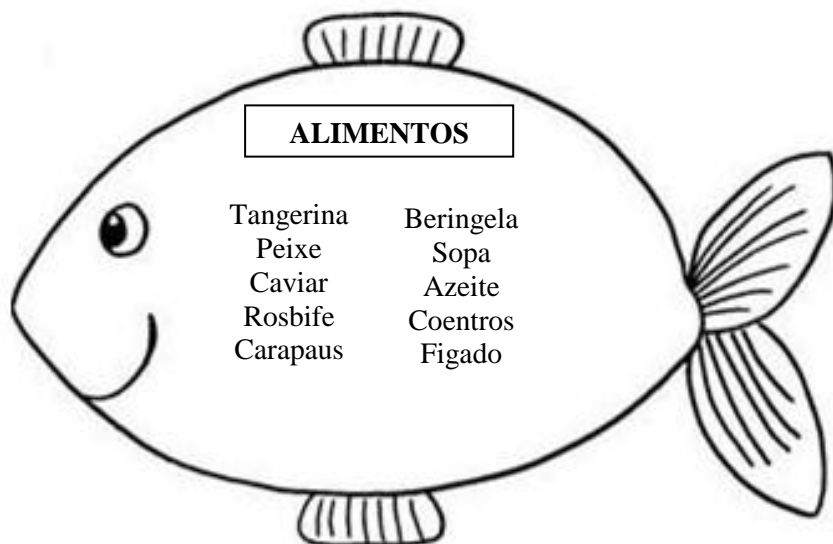 ALIMENTOS
Tangerina
Peixe
Caviar
Rosbife
Carapaus
Beringela
Sopa
Azeite
Coentros
Figado